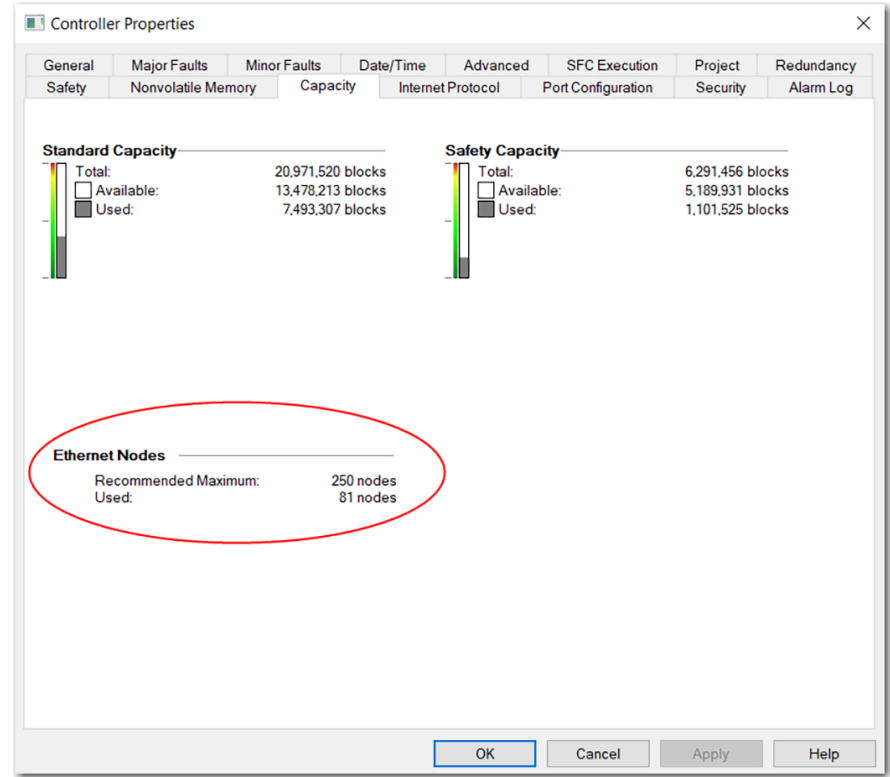 Controller Properties
General Major Faults Minor Faults Date/Time Advanced SFC Execution Project Redundancy
Safety Nonvolatile Memory Capacity Internet Protocol Port Configuration Security Alarm Log
Standard Capacity
Total: 20,971,520 blocks
Available: 13,478,213 blocks
Used: 7,493,307 blocks
Safety Capacity
Total: 6,291,456 blocks
Available: 5,189,931 blocks
Used: 1,101,525 blocks
Ethernet Nodes
Recommended Maximum: 250 nodes
Used: 81 nodes
OK Cancel Apply Help